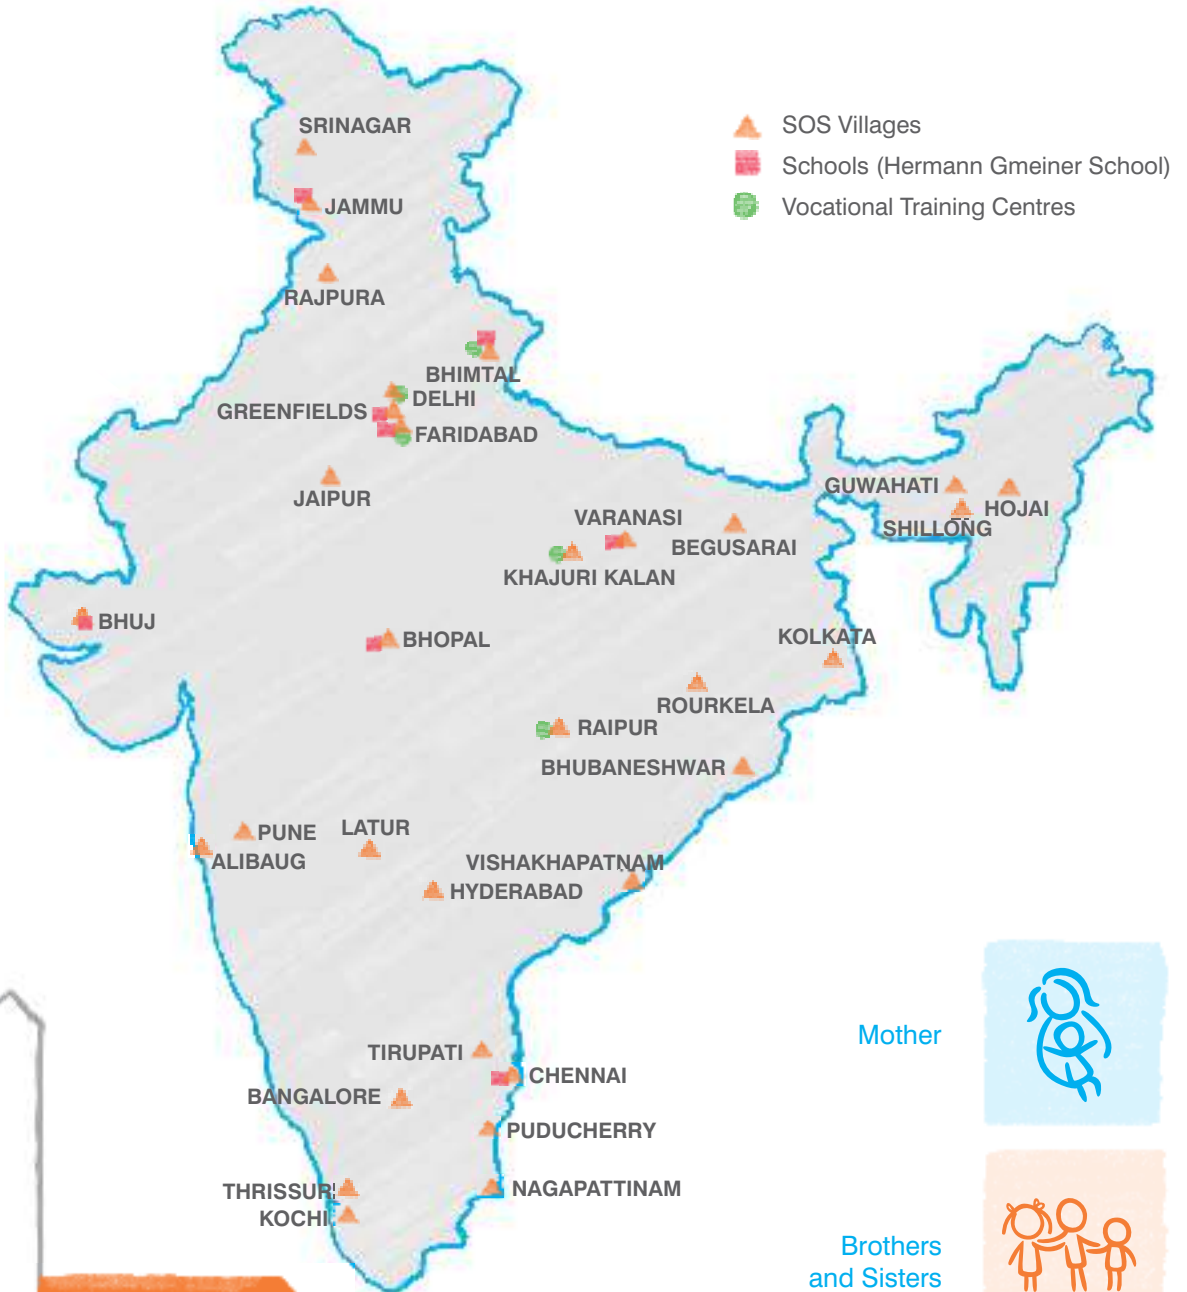 SRINAGAR
SOS Villages
Schools (Hermann Gmeiner School)
JAMMU
Vocational Training Centres
RAJPURA
BHIMTAL
DELHI
GREENFIELDS
FARIDABAD
JAIPUR
GUWAHATI
HOJAI
SHILLONG
VARANASI
BEGUSARAI
KHAJURI KALAN
BHUJ
BHOPAL
KOLKATA
ROURKELA
RAIPUR
BHUBANESHWAR
PUNE
LATUR
ALIBAUG
VISHAKHAPATNAM
HYDERABAD
Mother
TIRUPATI
CHENNAI
BANGALORE
PUDUCHERRY
THRISSUR
NAGAPATTINAM
KOCHI
Brothers
and Sisters